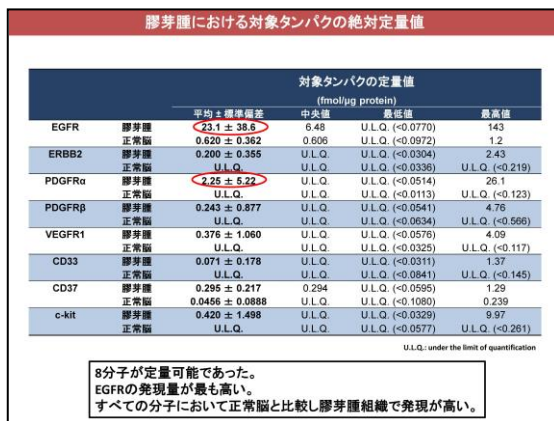 膠芽腫における対象タンパクの絶対定量値
対象タンパクの定量値
(fmol/μg protein)
平均 ± 標準偏差 中央値 最低値 最高値
EGFR 膠芽腫 23.1 ± 38.6 6.48 U.L.Q. (<0.0770) 143
正常脳 0.620 ± 0.362 0.606 U.L.Q. (<0.0972) 1.2
ERBB2 膠芽腫 0.200 ± 0.355 U.L.Q. U.L.Q. (<0.0304) 2.43
正常脳 U.L.Q. U.L.Q. U.L.Q. (<0.0336) U.L.Q. (<0.219)
PDGFRα 膠芽腫 2.25 ± 5.22 U.L.Q. U.L.Q. (<0.0514) 26.1
正常脳 U.L.Q. U.L.Q. U.L.Q. (<0.0113) U.L.Q. (<0.123)
PDGFRβ 膠芽腫 0.243 ± 0.877 U.L.Q. U.L.Q. (<0.0541) 4.76
正常脳 U.L.Q. U.L.Q. U.L.Q. (<0.0634) U.L.Q. (<0.566)
VEGFR1 膠芽腫 0.376 ± 1.060 U.L.Q. U.L.Q. (<0.0576) 4.09
正常脳 U.L.Q. U.L.Q. U.L.Q. (<0.0325) U.L.Q. (<0.117)
CD33 膠芽腫 0.071 ± 0.178 U.L.Q. U.L.Q. (<0.0311) 1.37
正常脳 U.L.Q. U.L.Q. U.L.Q. (<0.0841) U.L.Q. (<0.145)
CD37 膠芽腫 0.295 ± 0.217 0.294 U.L.Q. (<0.0595) 1.29
正常脳 0.0456 ± 0.0888 U.L.Q. U.L.Q. (<0.1080) 0.239
c-kit 膠芽腫 0.420 ± 1.498 U.L.Q. U.L.Q. (<0.0329) 9.97
正常脳 U.L.Q. U.L.Q. U.L.Q. (<0.0577) U.L.Q. (<0.261)
U.L.Q.: under the limit of quantification
8分子が定量可能であった。
EGFRの発現量が最も高い。
すべての分子において正常脳と比較し膠芽腫組織で発現が高い。